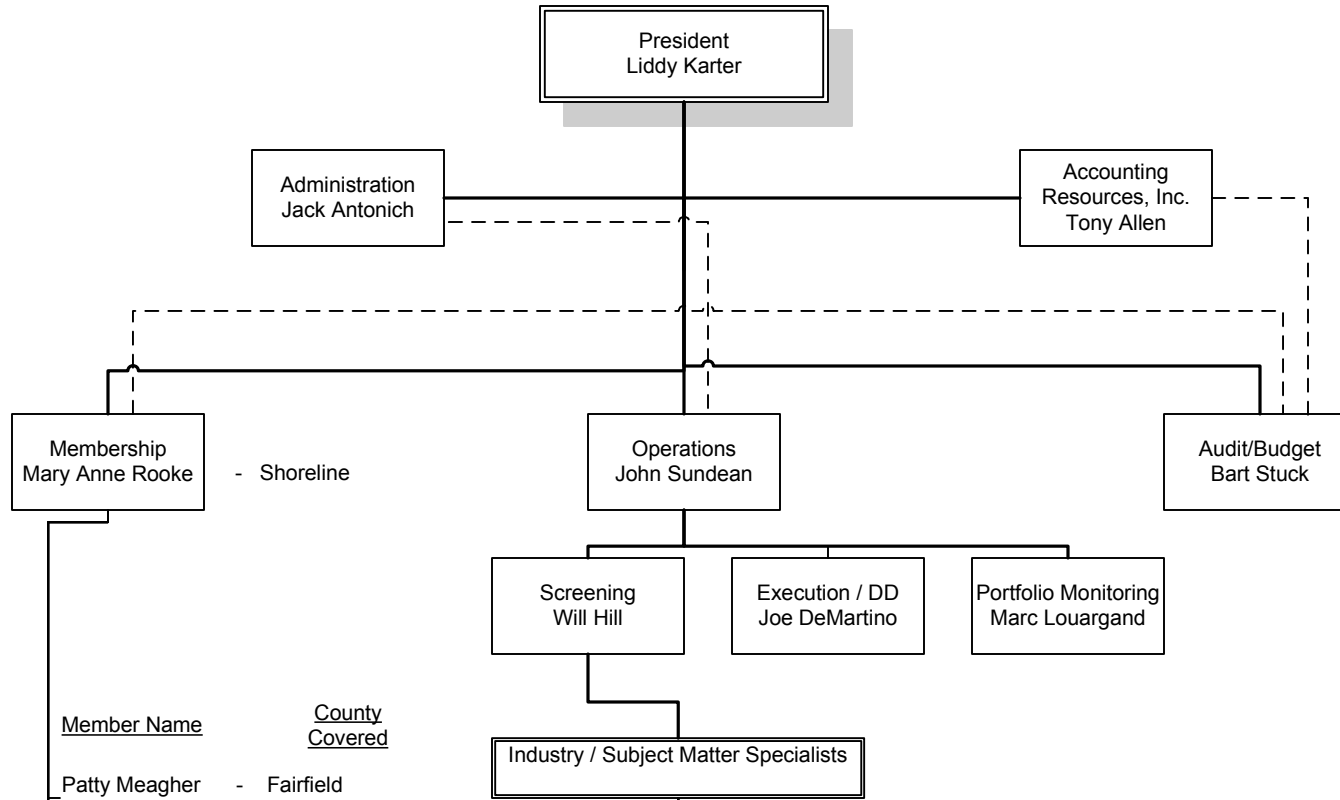 President
Liddy Karter
Administration
Jack Antonich
Accounting
Resources, Inc.
Tony Allen
Membership
Mary Anne Rooke
- Shoreline
Operations
John Sundean
Audit/Budget
Bart Stuck
Screening
Will Hill
Execution / DD
Joe DeMartino
Portfolio Monitoring
Marc Louargand
Member Name
County
Covered
Industry / Subject Matter Specialists
Patty Meagher - Fairfield